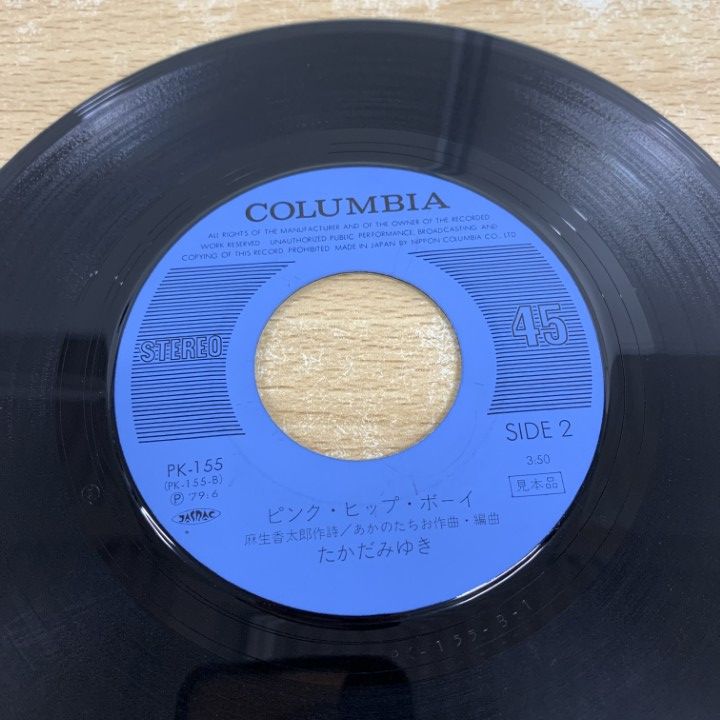 COLUMBIA
ALL RIGHTS OF THE MANUFACTURER AND OF THE OWNER OF THE RECORDED
WORK RESERVED UNAUTHORIZED PUBLIC PERFORMANCE, BROADCASTING AND
COPYING OF THIS RECORD PROHIBITED MADE IN JAPAN BY NIPPON COLUMBIA CO., LTD
STEREO
45
SIDE 2
PK-155
(PK-155-B)
℗ 79.6
JASRAC
3:50
見本品
ピンク・ヒップ・ボーイ
麻生香太郎作詩/あかのたちお作曲・編曲
たかだみゆき
PK-155-B-1